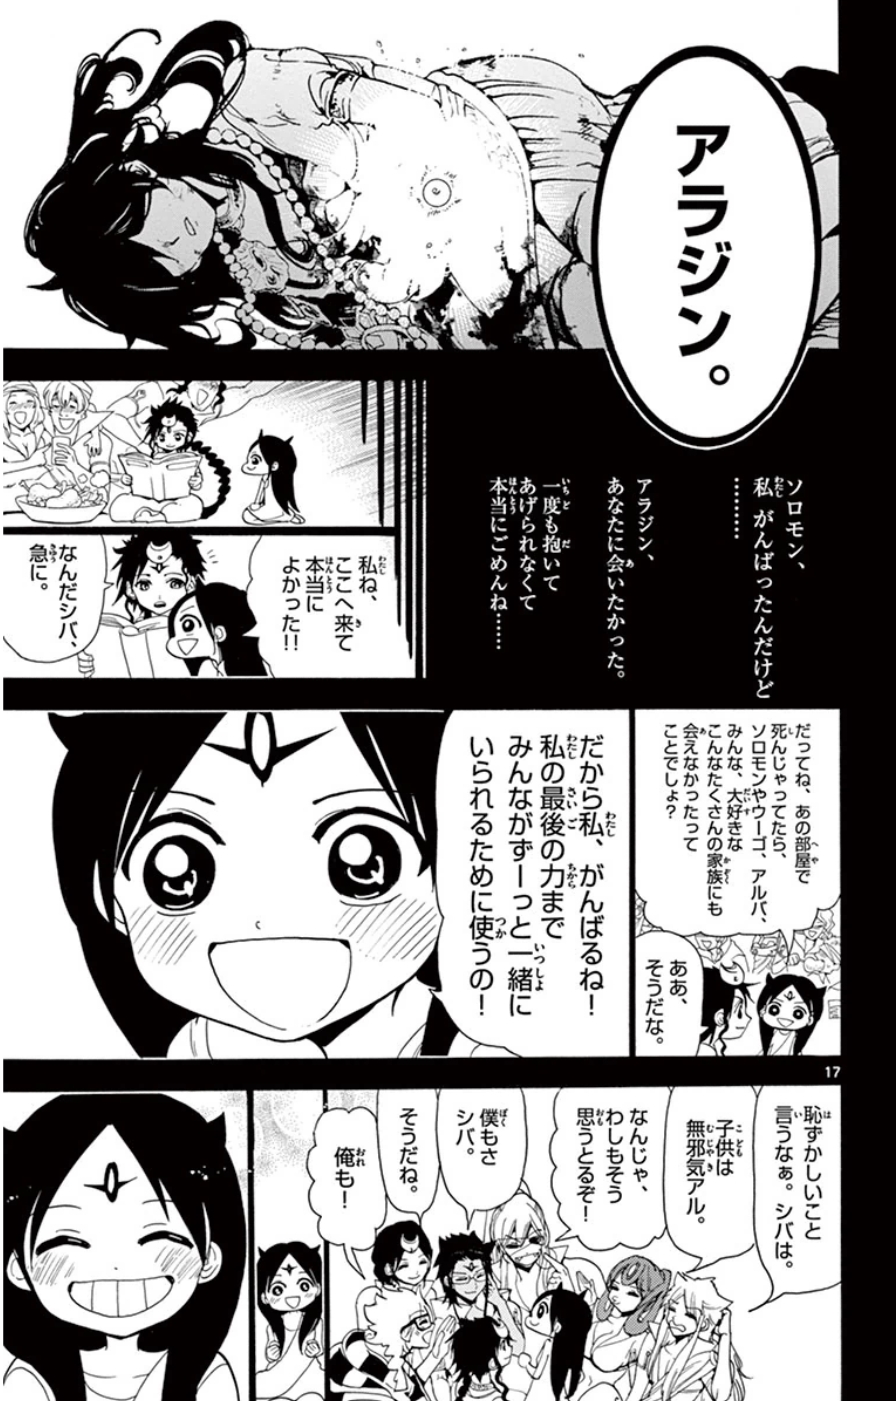 アラジン。
ソロモン、
私がんばったんだけど
………
アラジン、
あなたに会いたかった。
一度も抱いて
あげられなくて
本当にごめんね……
私ね、
ここへ来て
本当に
よかった!!
なんだシバ、
急に。
だってね、あの部屋で
死んじゃってたら、
ソロモンやウーゴ、アルバ、
みんな、大好きな
こんなたくさんの家族にも
会えなかったって
ことでしょ?
ああ、
そうだな。
だから私、がんばるね!
私の最後の力まで
みんながずーっと一緒に
いられるために使うの!
17
恥ずかしいこと
言うなぁ。シバは。
子供は
無邪気アル。
なんじゃ、
わしもそう
思うとるぞ!
僕もさ
シバ。
そうだね。
俺も!